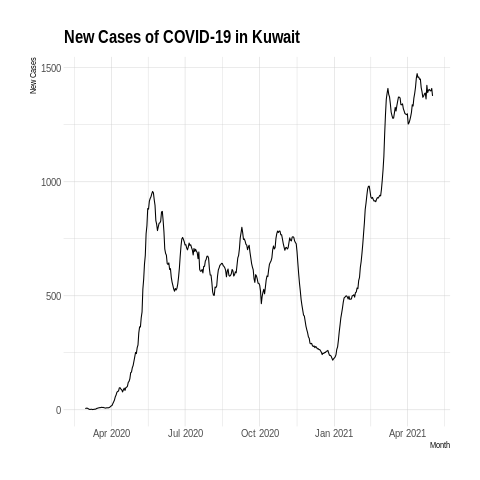 New Cases of COVID-19 in Kuwait
New Cases
1500
1000
500
0
Apr 2020 Jul 2020 Oct 2020 Jan 2021 Apr 2021
Month